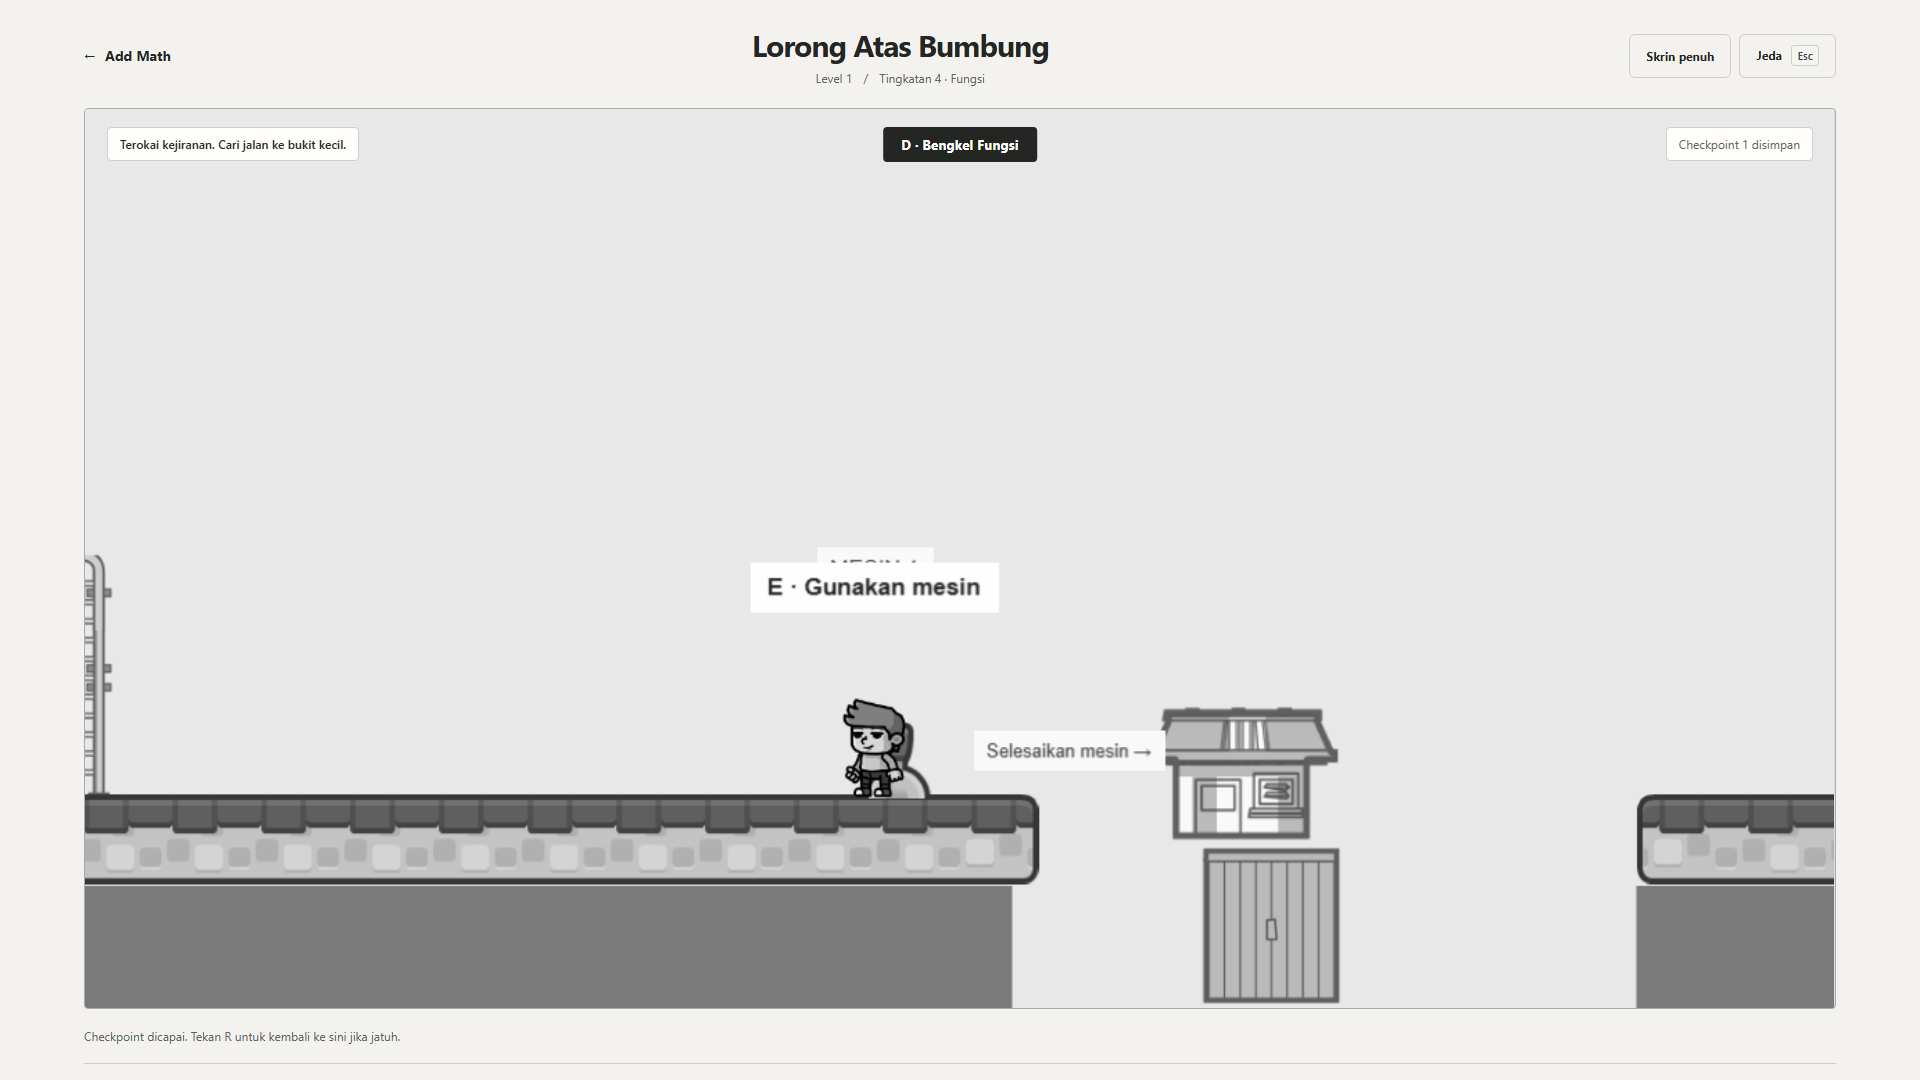 ← Add Math
Lorong Atas Bumbung
Level 1 / Tingkatan 4 · Fungsi
Skrin penuh
Jeda Esc
Terokai kejiranan. Cari jalan ke bukit kecil.
D · Bengkel Fungsi
Checkpoint 1 disimpan
E · Gunakan mesin
Selesaikan mesin →
Checkpoint dicapai. Tekan R untuk kembali ke sini jika jatuh.